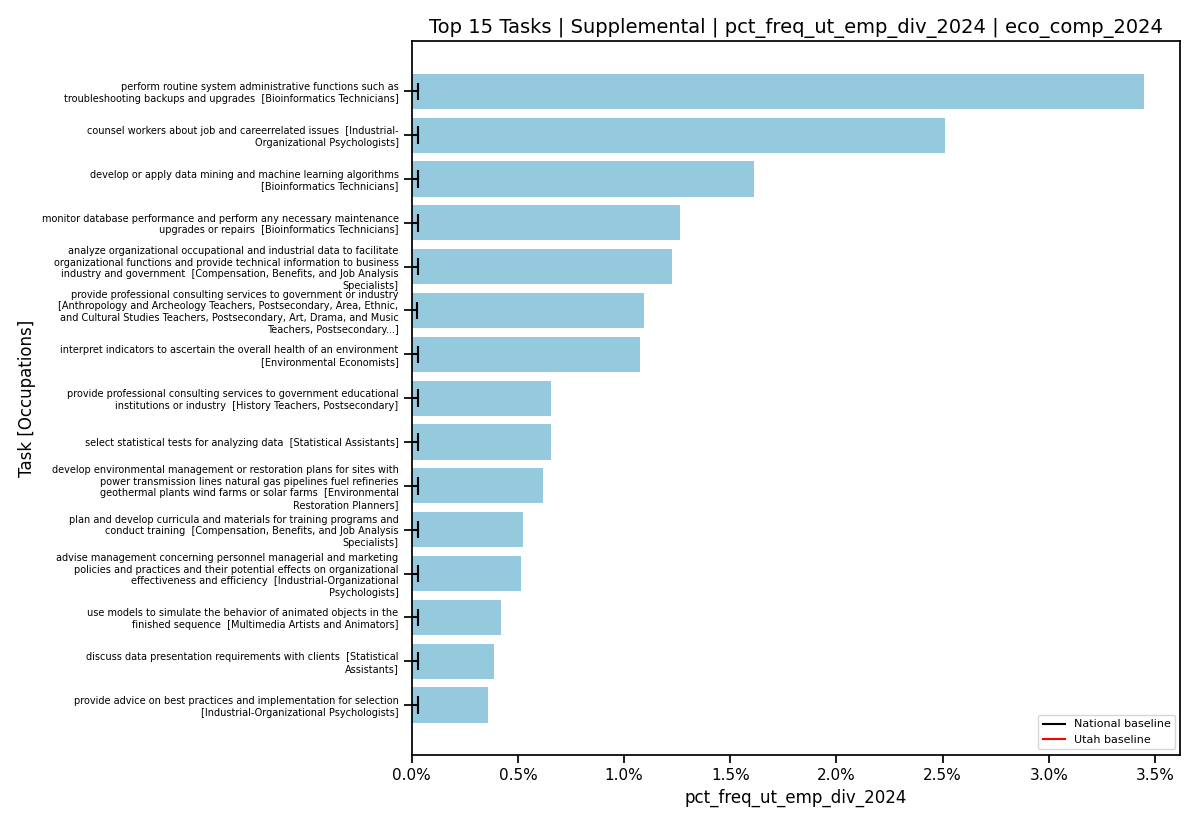 Top 15 Tasks | Supplemental | pct_freq_ut_emp_div_2024 | eco_comp_2024
Task [Occupations]
perform routine system administrative functions such as
troubleshooting backups and upgrades  [Bioinformatics Technicians]
counsel workers about job and careerrelated issues  [Industrial-
Organizational Psychologists]
develop or apply data mining and machine learning algorithms
[Bioinformatics Technicians]
monitor database performance and perform any necessary maintenance
upgrades or repairs  [Bioinformatics Technicians]
analyze organizational occupational and industrial data to facilitate
organizational functions and provide technical information to business
industry and government  [Compensation, Benefits, and Job Analysis
Specialists]
provide professional consulting services to government or industry
[Anthropology and Archeology Teachers, Postsecondary, Area, Ethnic,
and Cultural Studies Teachers, Postsecondary, Art, Drama, and Music
Teachers, Postsecondary...]
interpret indicators to ascertain the overall health of an environment
[Environmental Economists]
provide professional consulting services to government educational
institutions or industry  [History Teachers, Postsecondary]
select statistical tests for analyzing data  [Statistical Assistants]
develop environmental management or restoration plans for sites with
power transmission lines natural gas pipelines fuel refineries
geothermal plants wind farms or solar farms  [Environmental
Restoration Planners]
plan and develop curricula and materials for training programs and
conduct training  [Compensation, Benefits, and Job Analysis
Specialists]
advise management concerning personnel managerial and marketing
policies and practices and their potential effects on organizational
effectiveness and efficiency  [Industrial-Organizational
Psychologists]
use models to simulate the behavior of animated objects in the
finished sequence  [Multimedia Artists and Animators]
discuss data presentation requirements with clients  [Statistical
Assistants]
provide advice on best practices and implementation for selection
[Industrial-Organizational Psychologists]
National baseline
Utah baseline
0.0% 0.5% 1.0% 1.5% 2.0% 2.5% 3.0% 3.5%
pct_freq_ut_emp_div_2024